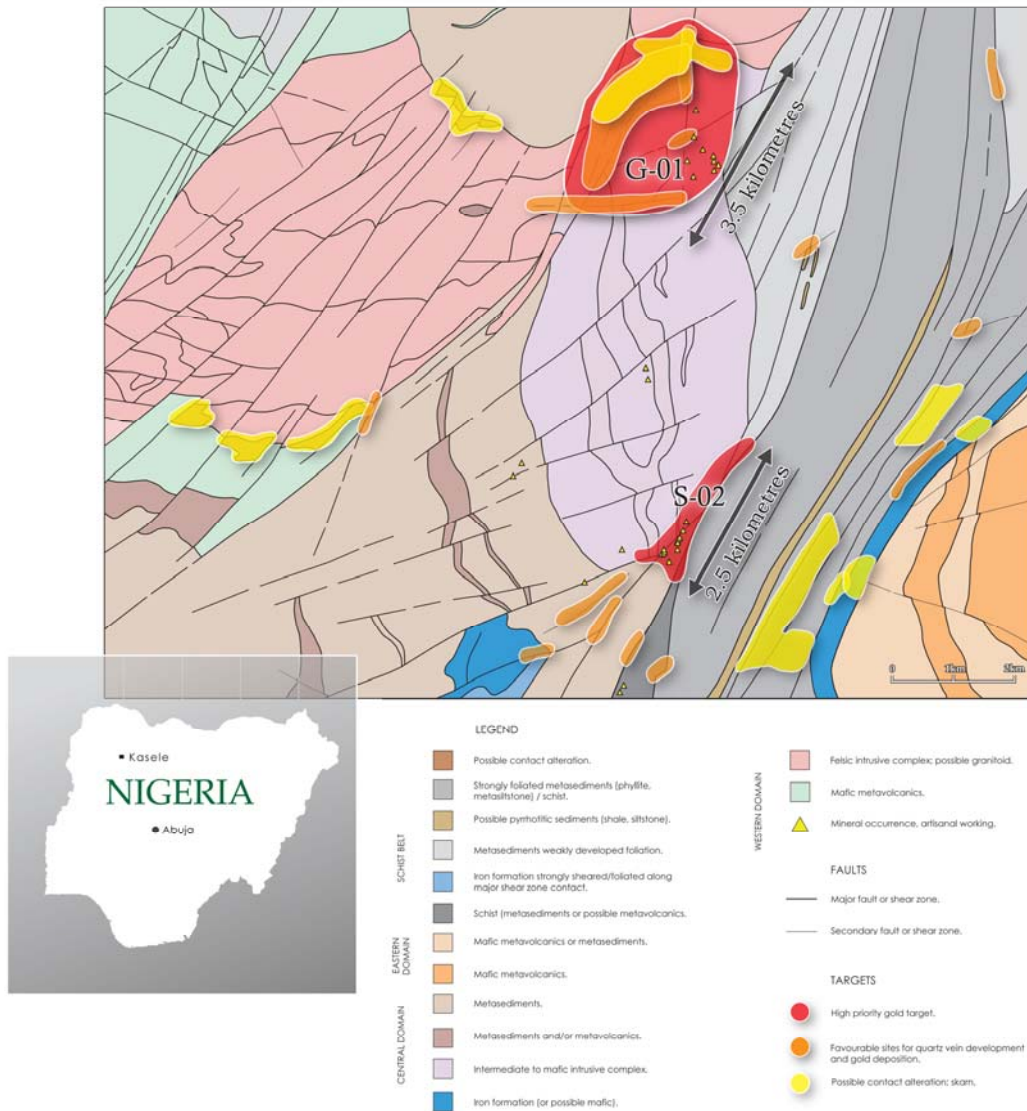 G-01
3.5 kilometres
S-02
2.5 kilometres
0 1km 2km
Kasele
NIGERIA
Abuja
LEGEND
SCHIST BELT
Possible contact alteration.
Strongly foliated metasediments (phyllite,
metasiltstone) / schist.
Possible pyrrhotitic sediments (shale, siltstone).
Metasediments weakly developed foliation.
Iron formation strongly sheared/foliated along
major shear zone contact.
Schist (metasediments or possible metavolcanics.
EASTERN
DOMAIN
Mafic metavolcanics or metasediments.
Mafic metavolcanics.
CENTRAL DOMAIN
Metasediments.
Metasediments and/or metavolcanics.
Intermediate to mafic intrusive complex.
Iron formation (or possible mafic).
WESTERN DOMAIN
Felsic intrusive complex; possible granitoid.
Mafic metavolcanics.
Mineral occurrence, artisanal working.
FAULTS
Major fault or shear zone.
Secondary fault or shear zone.
TARGETS
High priority gold target.
Favourable sites for quartz vein development
and gold deposition.
Possible contact alteration; skarn.